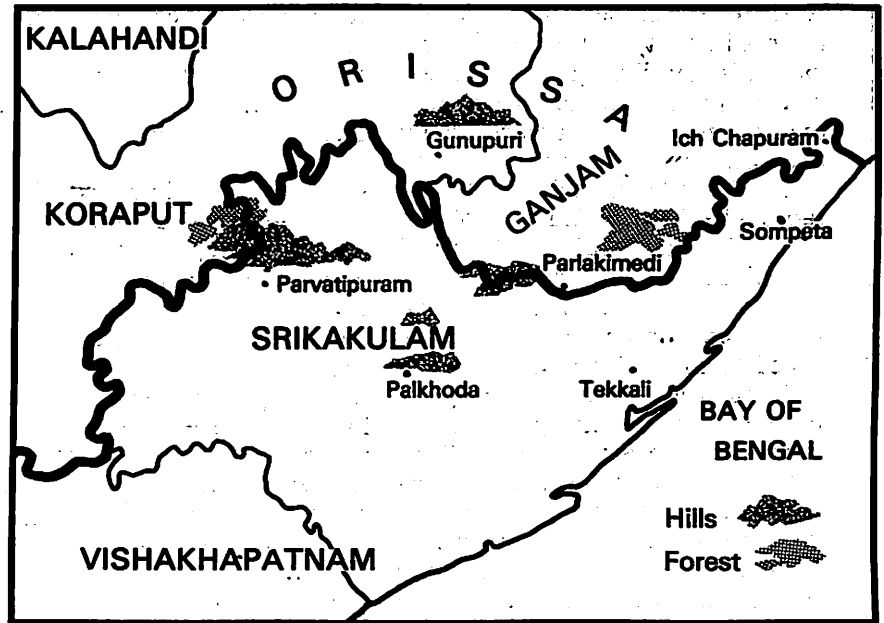 KALAHANDI
ORISSA
Gunupuri
Ich Chapuram
KORAPUT
GANJAM
Sompeta
Parvatipuram
Parlakimedi
SRIKAKULAM
Palkhoda
Tekkali
BAY OF
BENGAL
Hills
Forest
VISHAKHAPATNAM